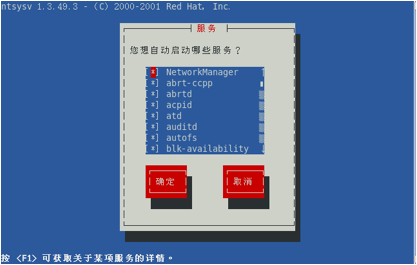 ntsysv 1.3.49.3 - (C) 2000-2001 Red Hat, Inc.
服务
您想自动启动哪些服务？
[*] NetworkManager
[*] abrt-ccpp
[*] abrtd
[*] acpid
[*] atd
[*] auditd
[*] autofs
[*] blk-availability
确定 取消
按 <F1> 可获取关于某项服务的详情。